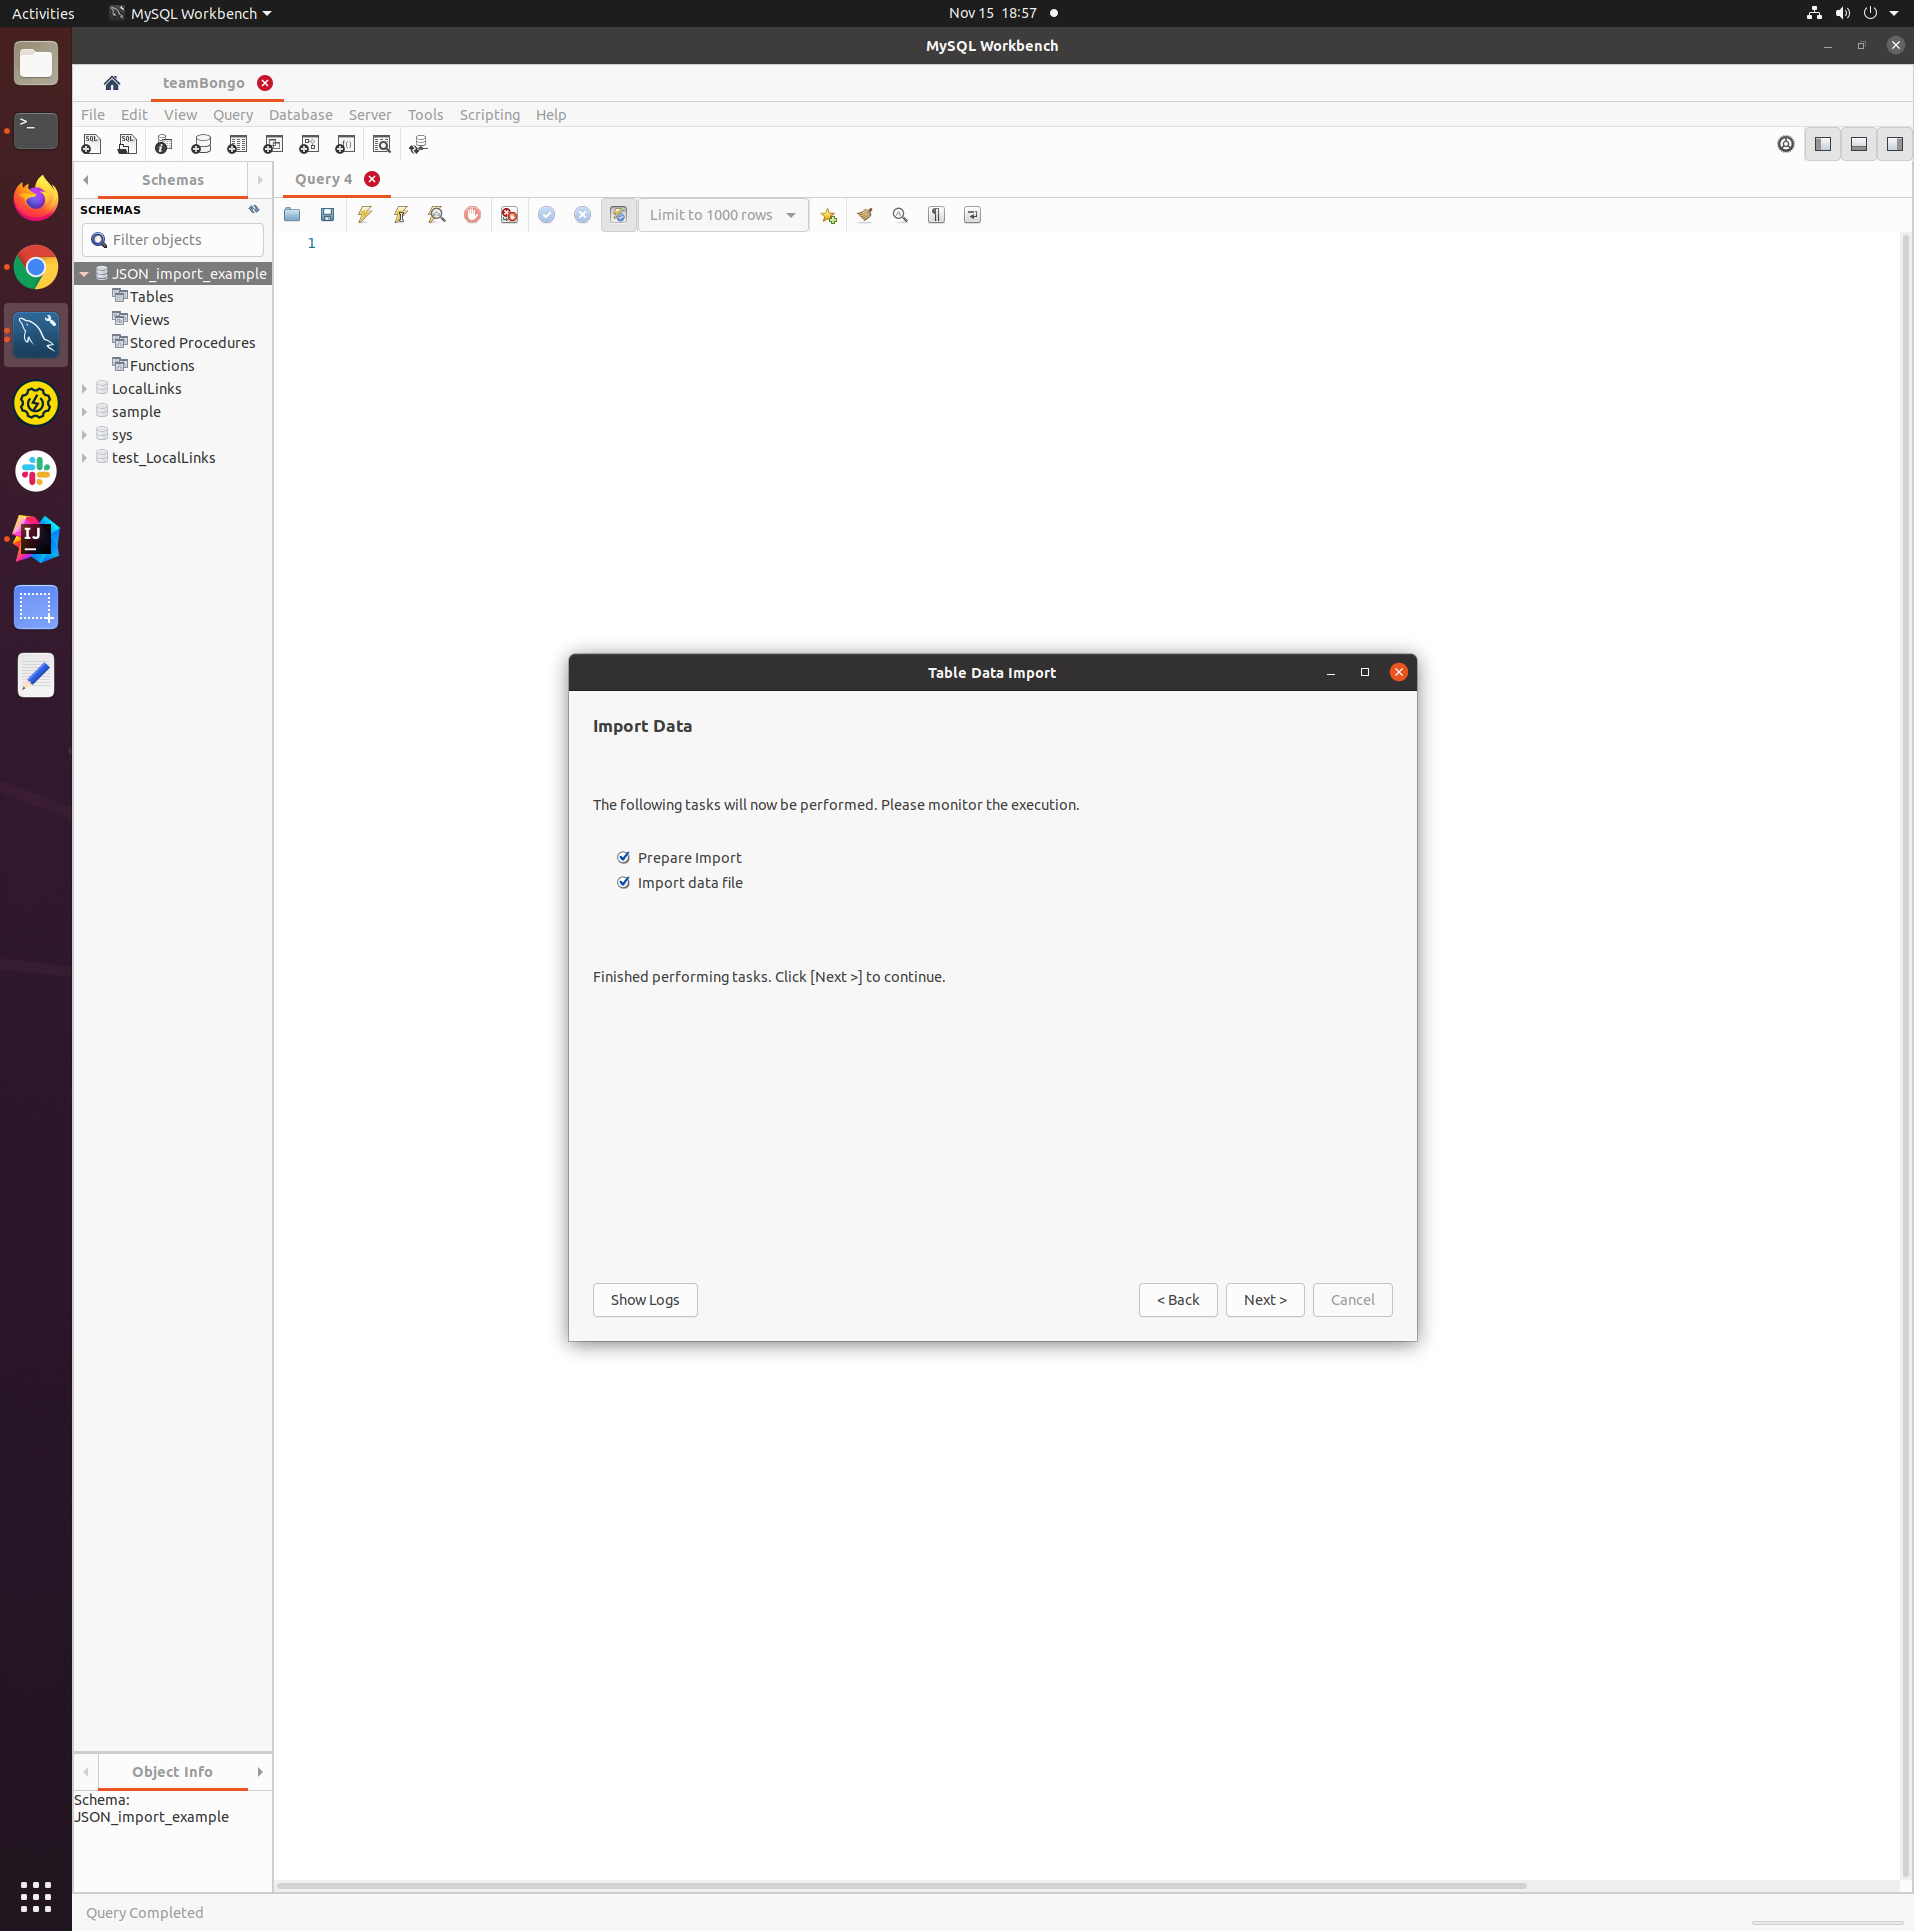 Activities MySQL Workbench Nov 15 18:57
MySQL Workbench
teamBongo
File Edit View Query Database Server Tools Scripting Help
Schemas
Query 4
SCHEMAS
Limit to 1000 rows
Filter objects
1
JSON_import_example
Tables
Views
Stored Procedures
Functions
LocalLinks
sample
sys
test_LocalLinks
Table Data Import
Import Data
The following tasks will now be performed. Please monitor the execution.
Prepare Import
Import data file
Finished performing tasks. Click [Next >] to continue.
Show Logs < Back Next > Cancel
Object Info
Schema:
JSON_import_example
Query Completed